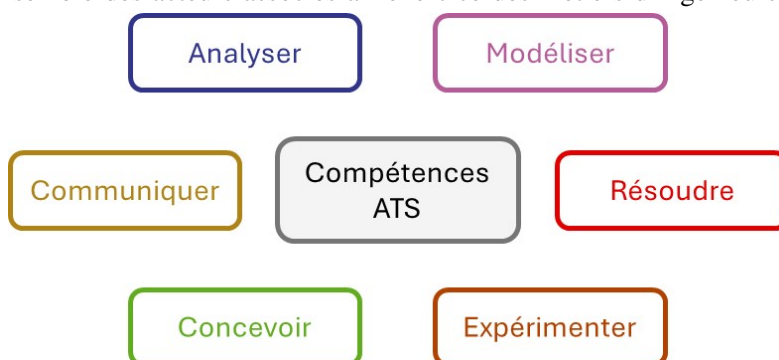 Analyser
Modéliser
Communiquer
Compétences
ATS
Résoudre
Concevoir
Expérimenter